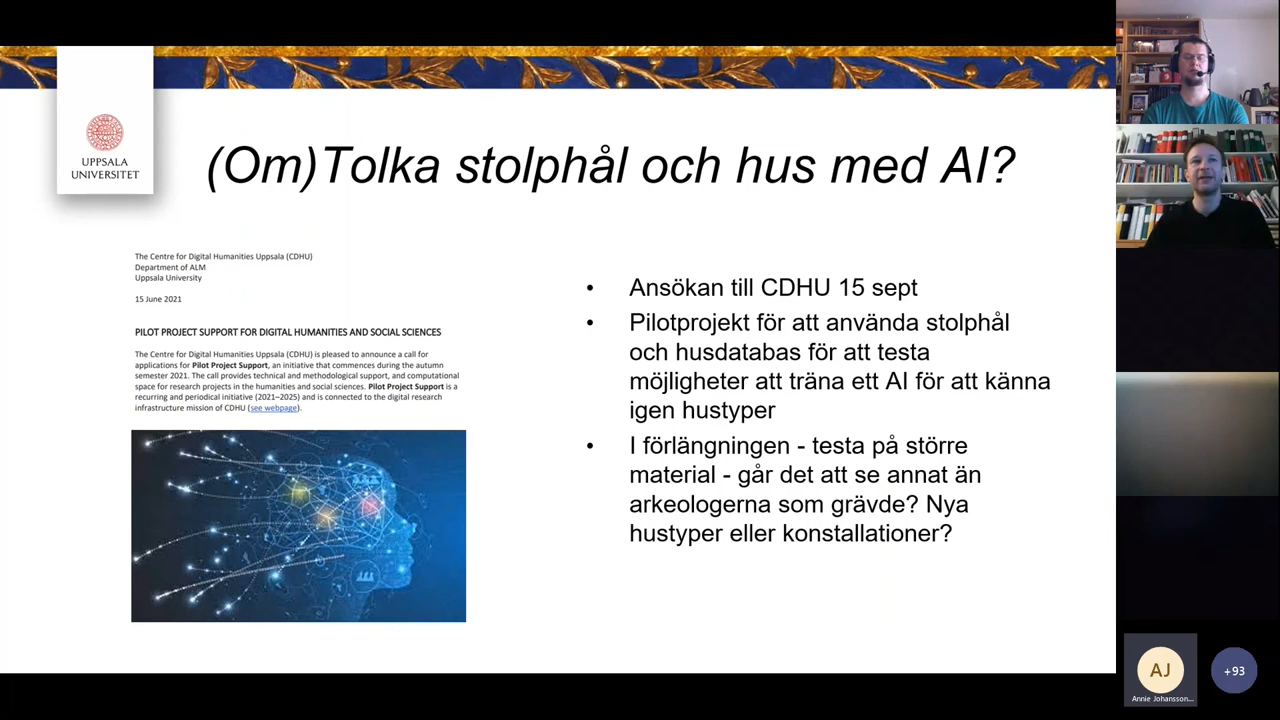 UPPSALA
UNIVERSITET
(Om)Tolka stolphål och hus med AI?
The Centre for Digital Humanities Uppsala (CDHU)
Department of ALM
Uppsala University
15 June 2021
PILOT PROJECT SUPPORT FOR DIGITAL HUMANITIES AND SOCIAL SCIENCES
The Centre for Digital Humanities Uppsala (CDHU) is pleased to announce a call for
applications for Pilot Project Support, an initiative that commences during the autumn
semester 2021. The call provides technical and methodological support, and computational
space for research projects in the humanities and social sciences. Pilot Project Support is a
recurring and periodical initiative (2021–2025) and is connected to the digital research
infrastructure mission of CDHU (see webpage).
• Ansökan till CDHU 15 sept
• Pilotprojekt för att använda stolphål
och husdatabas för att testa
möjligheter att träna ett AI för att känna
igen hustyper
• I förlängningen - testa på större
material - går det att se annat än
arkeologerna som grävde? Nya
hustyper eller konstallationer?
AJ
Annie Johansson...
+93